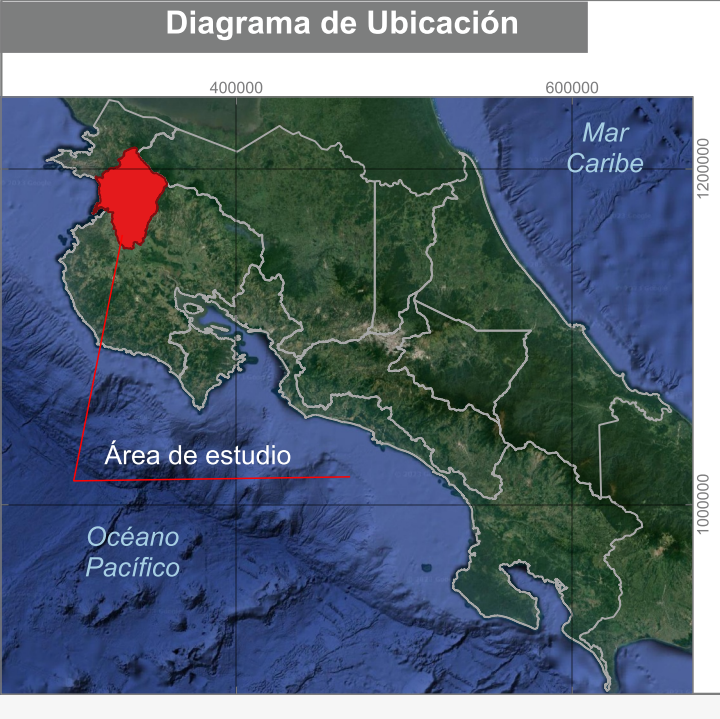 Diagrama de Ubicación
400000
600000
Mar
Caribe
1200000
Área de estudio
1000000
Océano
Pacífico